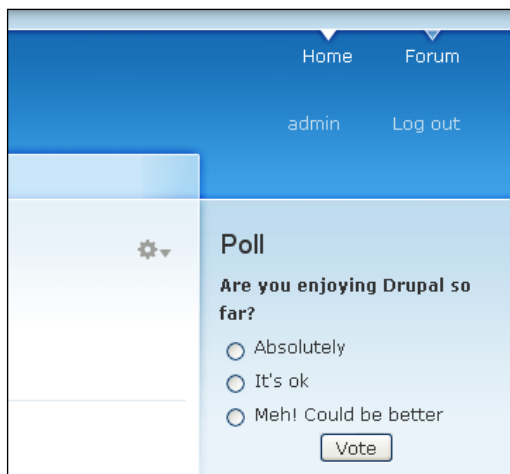 Home Forum
admin Log out
Poll
Are you enjoying Drupal so
far?
Absolutely
It's ok
Meh! Could be better
Vote